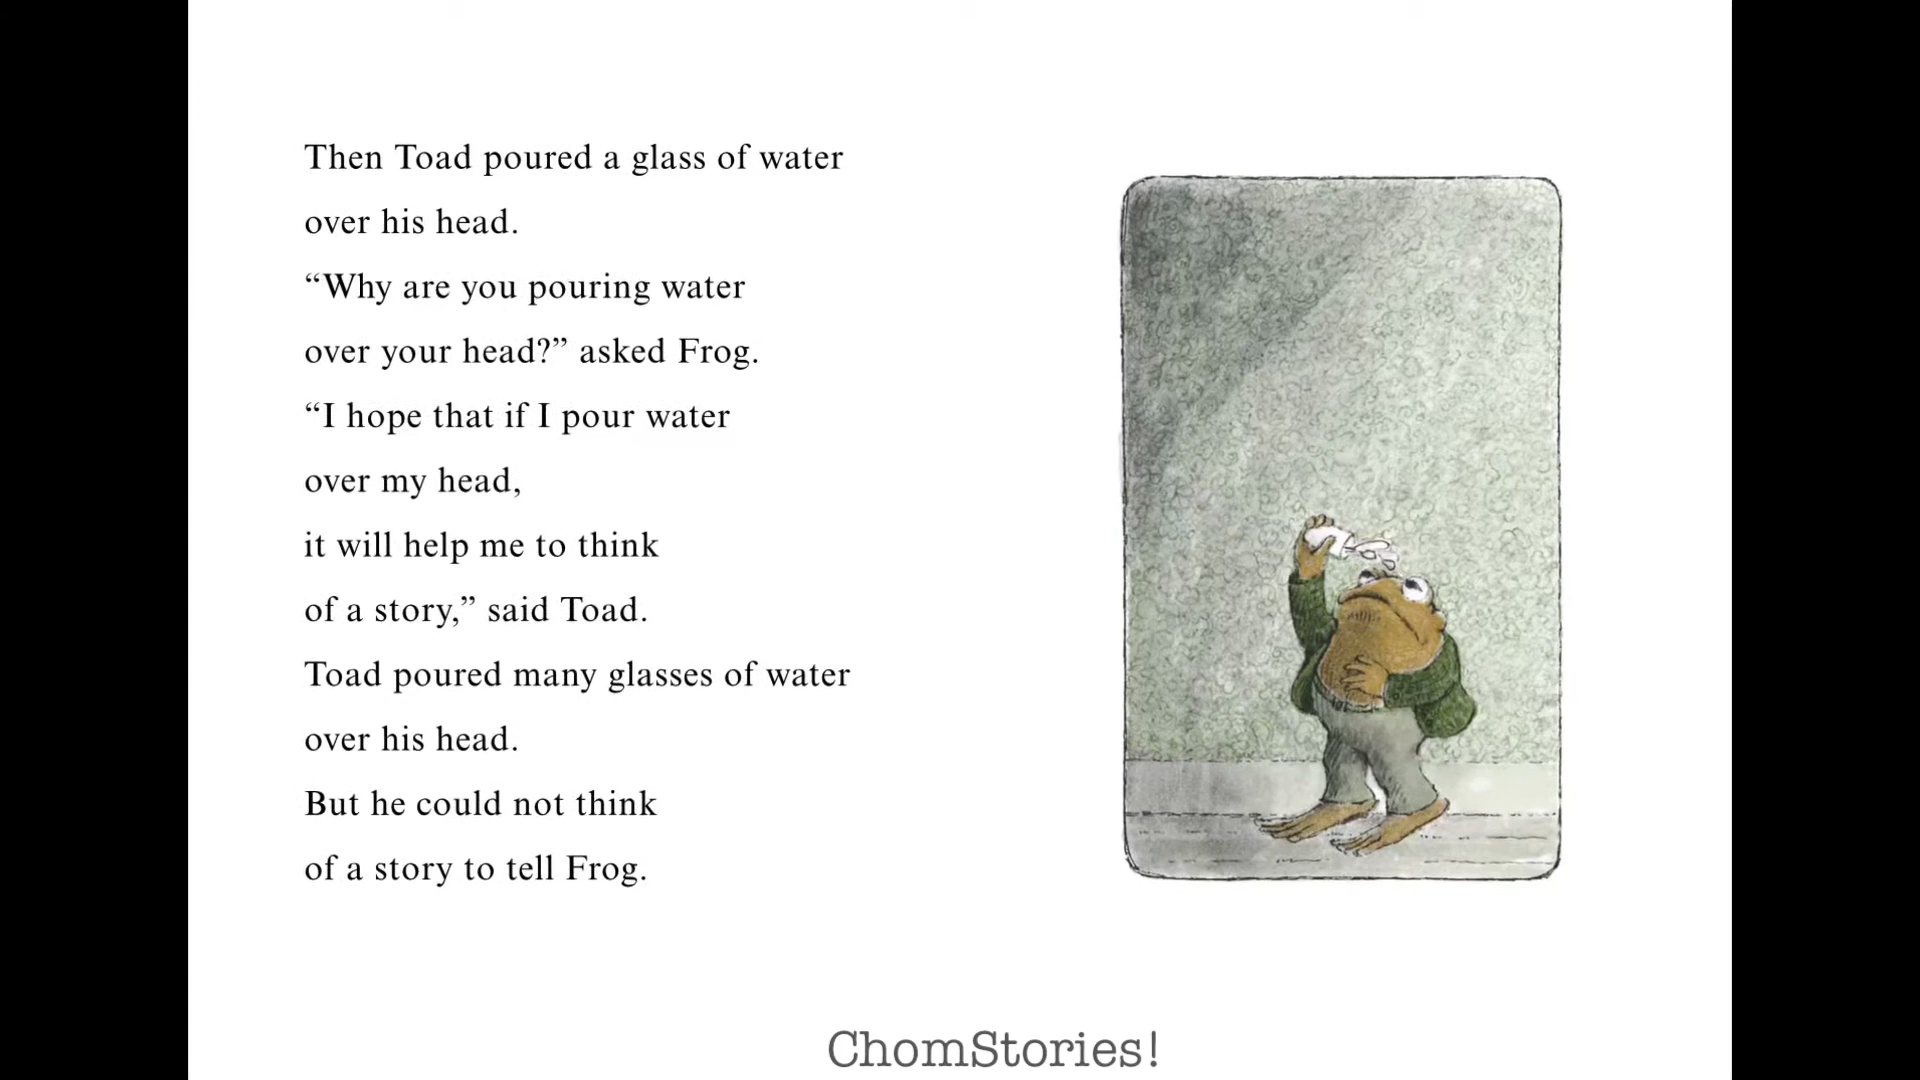 Then Toad poured a glass of water
over his head.
“Why are you pouring water
over your head?” asked Frog.
“I hope that if I pour water
over my head,
it will help me to think
of a story,” said Toad.
Toad poured many glasses of water
over his head.
But he could not think
of a story to tell Frog.
ChomStories!